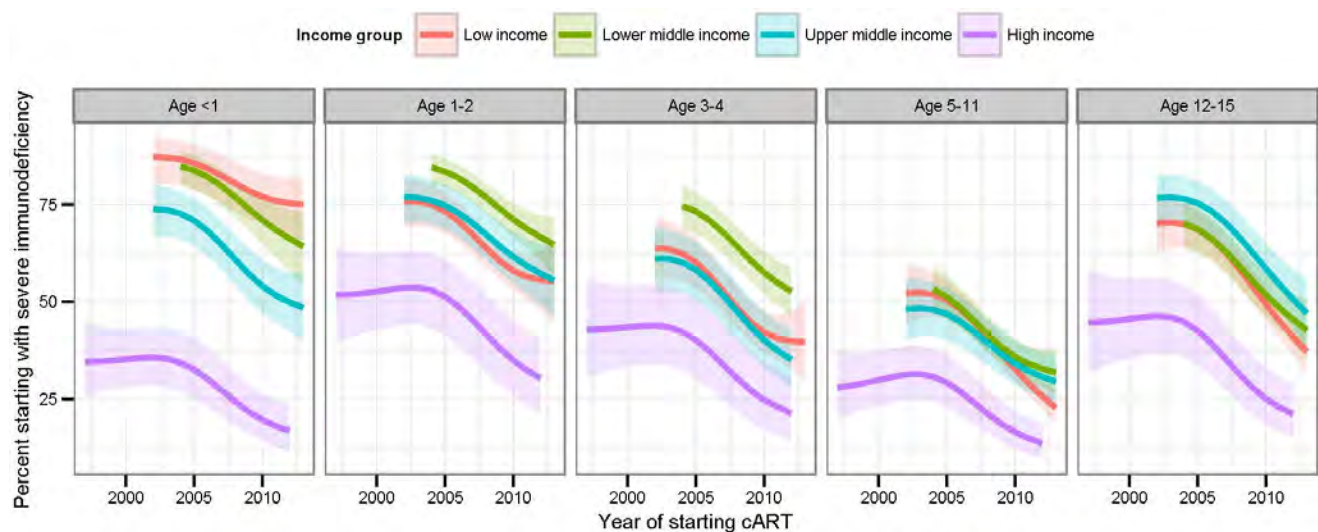 Income group Low income Lower middle income Upper middle income High income
Age <1 Age 1-2 Age 3-4 Age 5-11 Age 12-15
Percent starting with severe immunodeficiency
75
50
25
2000 2005 2010 2000 2005 2010 2000 2005 2010 2000 2005 2010 2000 2005 2010
Year of starting cART